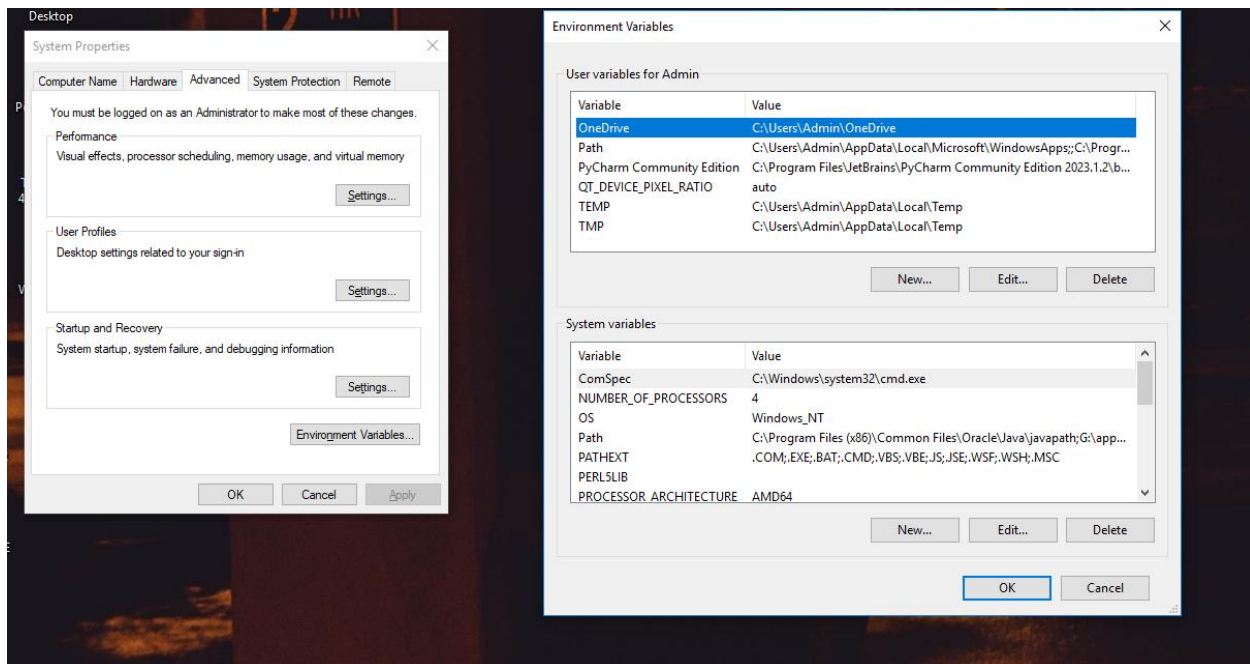 Desktop
System Properties
Computer Name Hardware Advanced System Protection Remote
You must be logged on as an Administrator to make most of these changes.
Performance
Visual effects, processor scheduling, memory usage, and virtual memory
Settings...
User Profiles
Desktop settings related to your sign-in
Settings...
Startup and Recovery
System startup, system failure, and debugging information
Settings...
Environment Variables...
OK Cancel Apply
Environment Variables
User variables for Admin
Variable Value
OneDrive C:\Users\Admin\OneDrive
Path C:\Users\Admin\AppData\Local\Microsoft\WindowsApps;;C:\Progr...
PyCharm Community Edition C:\Program Files\JetBrains\PyCharm Community Edition 2023.1.2\b...
QT_DEVICE_PIXEL_RATIO auto
TEMP C:\Users\Admin\AppData\Local\Temp
TMP C:\Users\Admin\AppData\Local\Temp
New... Edit... Delete
System variables
Variable Value
ComSpec C:\Windows\system32\cmd.exe
NUMBER_OF_PROCESSORS 4
OS Windows_NT
Path C:\Program Files (x86)\Common Files\Oracle\Java\javapath;G:\app...
PATHEXT .COM;.EXE;.BAT;.CMD;.VBS;.VBE;.JS;.JSE;.WSF;.WSH;.MSC
PERL5LIB
PROCESSOR_ARCHITECTURE AMD64
New... Edit... Delete
OK Cancel